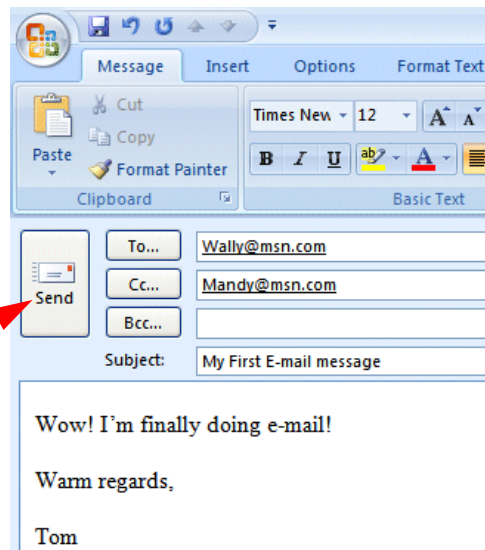 Message Insert Options Format Text
Cut
Copy
Paste
Format Painter
Clipboard
Times New 12 A A
B I U ab A
Basic Text
Send
To... Wally@msn.com
Cc... Mandy@msn.com
Bcc...
Subject: My First E-mail message
Wow! I'm finally doing e-mail!
Warm regards,
Tom